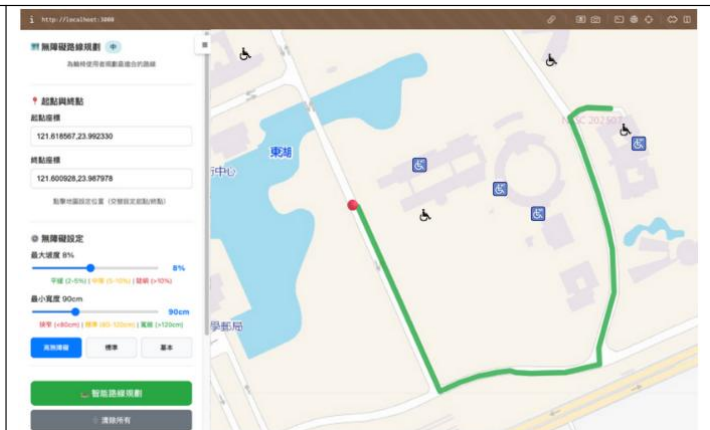 http://localhost:3000
無障礙路線規劃
為輪椅使用者規劃最適合的路線
起點與終點
起點座標
121.618567,23.992330
終點座標
121.600928,23.987978
點擊地圖設定位置（交替設定起點/終點）
無障礙設定
最大坡度 8%
8%
平緩 (2-5%) | 中等 (5-10%) | 陡峭 (>10%)
最小寬度 90cm
90cm
狹窄 (<80cm) | 標準 (80-120cm) | 寬敞 (>120cm)
標準
基本
智能路線規劃
清除所有
東湖
中心
學郵局